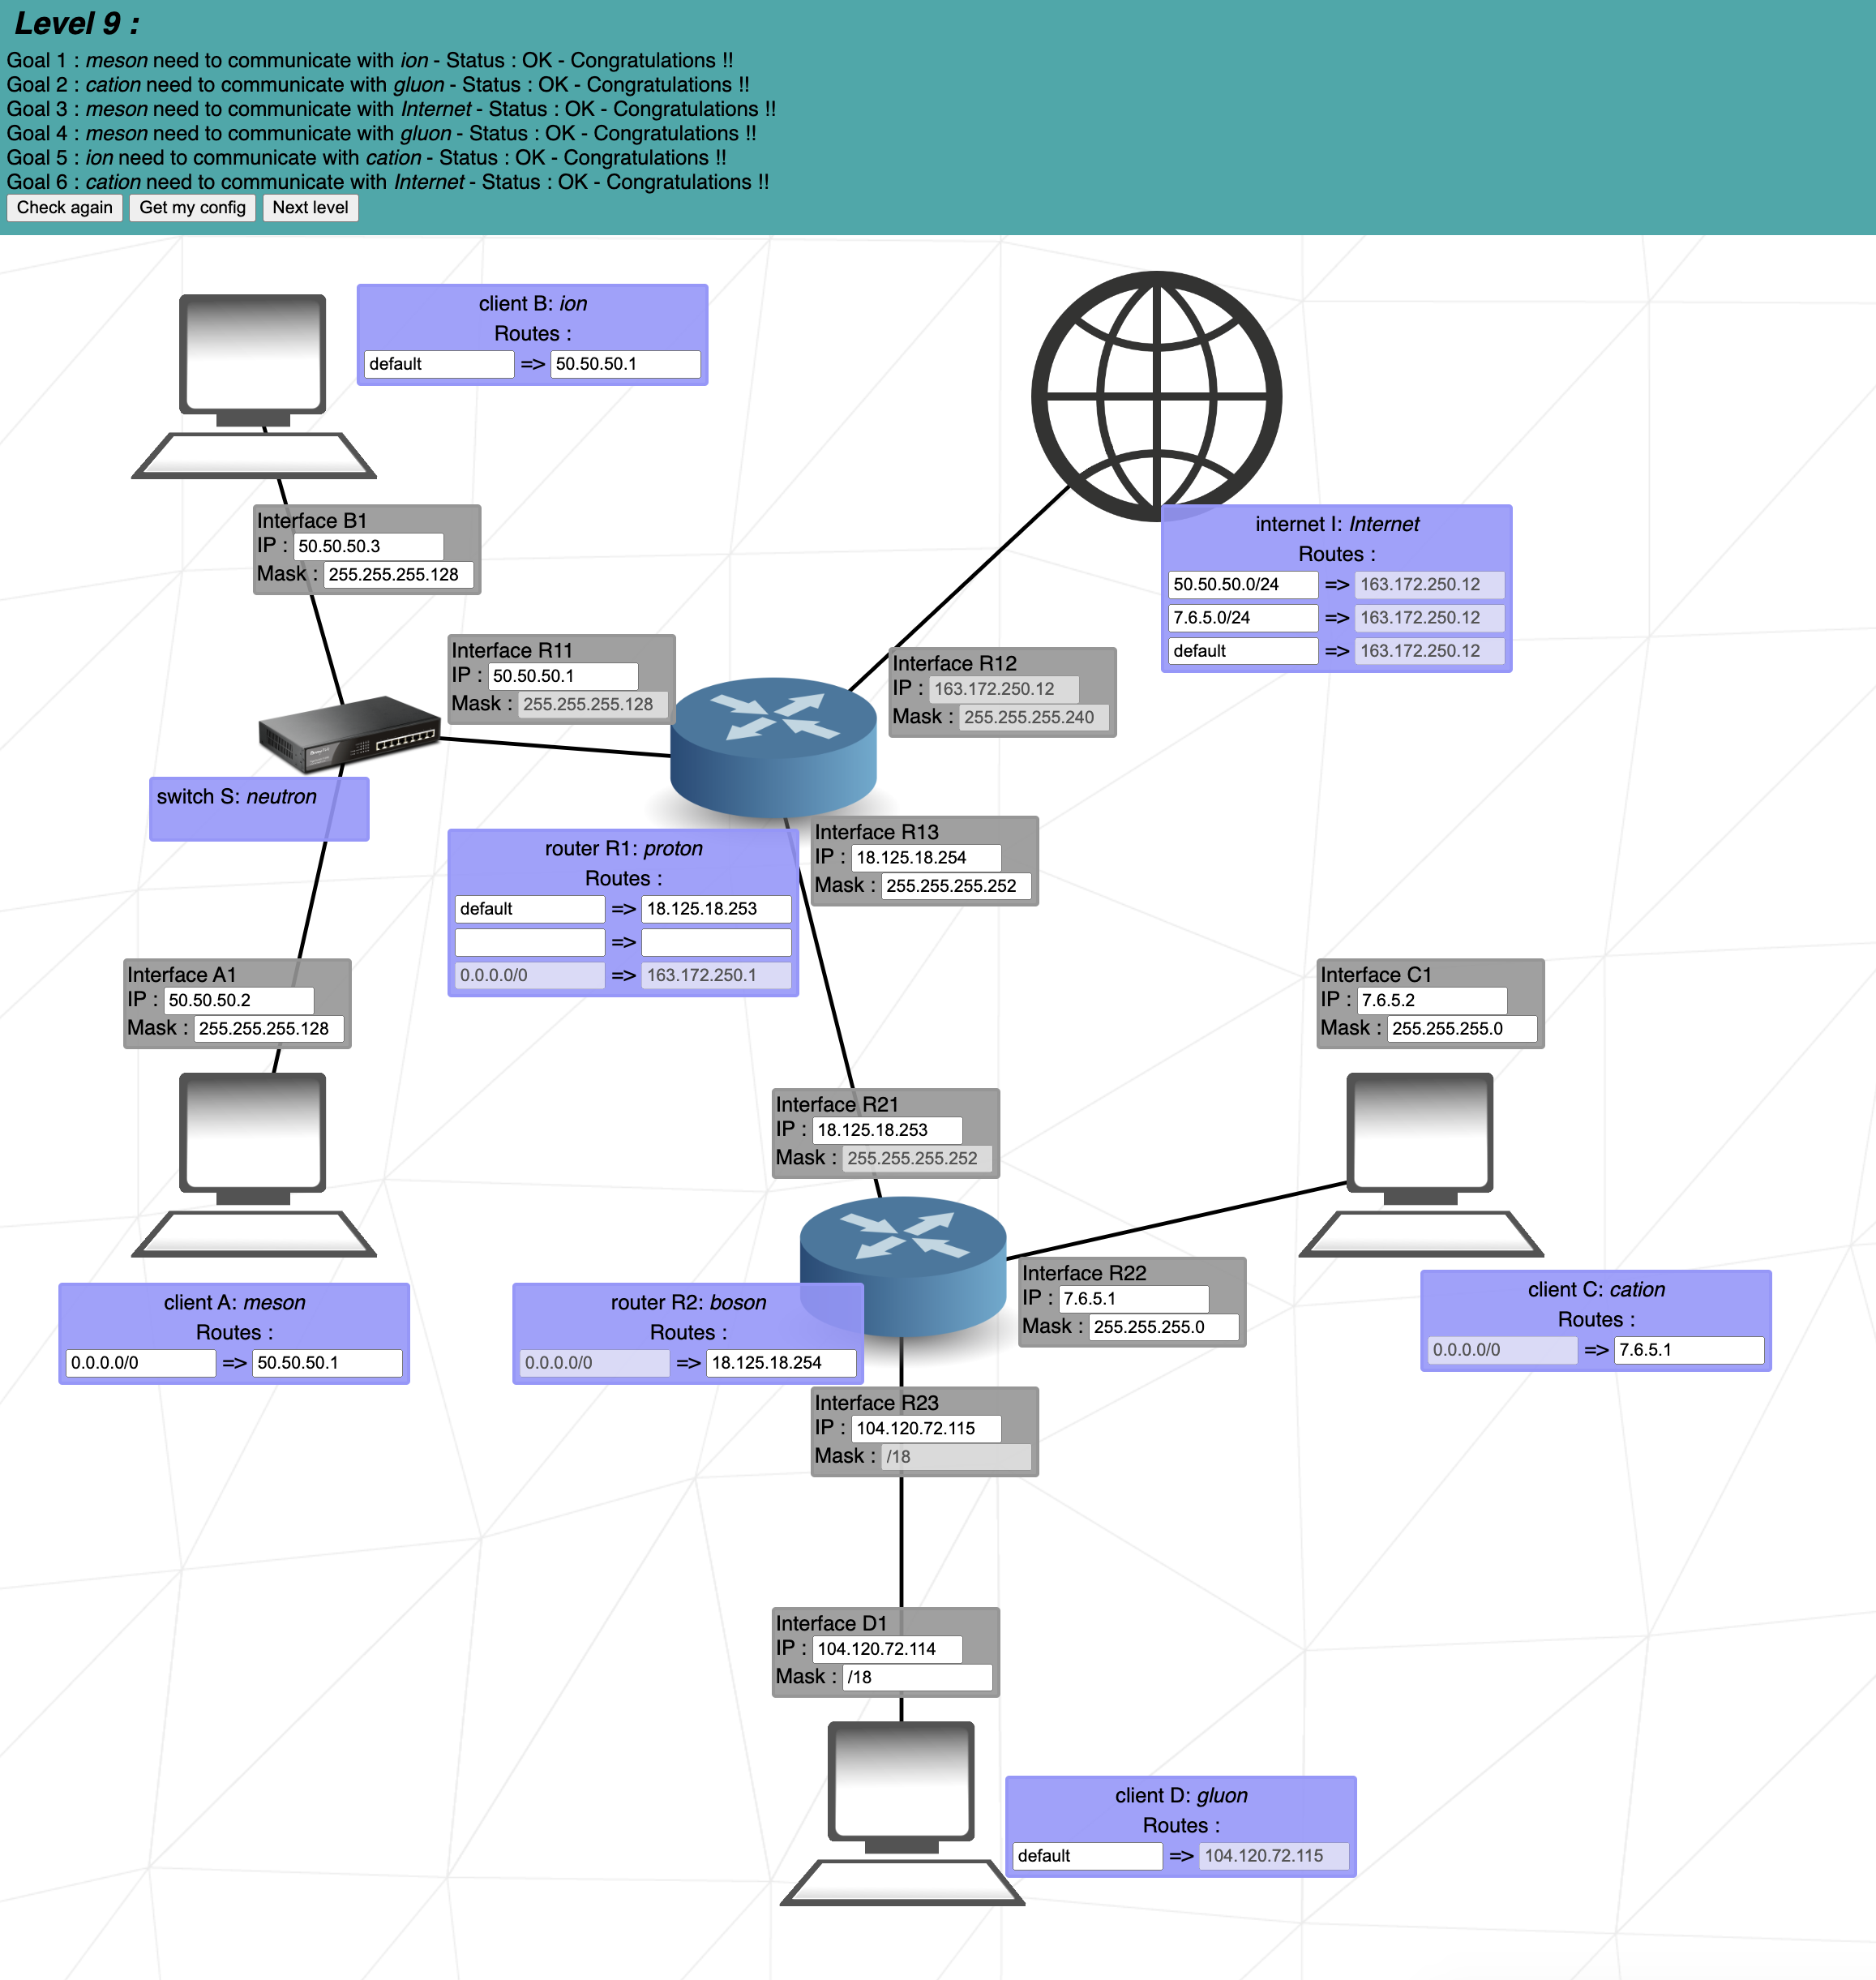 Level 9 :
Goal 1 : meson need to communicate with ion - Status : OK - Congratulations !!
Goal 2 : cation need to communicate with gluon - Status : OK - Congratulations !!
Goal 3 : meson need to communicate with Internet - Status : OK - Congratulations !!
Goal 4 : meson need to communicate with gluon - Status : OK - Congratulations !!
Goal 5 : ion need to communicate with cation - Status : OK - Congratulations !!
Goal 6 : cation need to communicate with Internet - Status : OK - Congratulations !!
Check again Get my config Next level
client B: ion
Routes :
default => 50.50.50.1
Interface B1
IP : 50.50.50.3
Mask : 255.255.255.128
internet I: Internet
Routes :
50.50.50.0/24 => 163.172.250.12
7.6.5.0/24 => 163.172.250.12
default => 163.172.250.12
Interface R11
IP : 50.50.50.1
Mask : 255.255.255.128
Interface R12
IP : 163.172.250.12
Mask : 255.255.255.240
switch S: neutron
Interface R13
IP : 18.125.18.254
Mask : 255.255.255.252
router R1: proton
Routes :
default => 18.125.18.253
=>
0.0.0.0/0 => 163.172.250.1
Interface A1
IP : 50.50.50.2
Mask : 255.255.255.128
Interface C1
IP : 7.6.5.2
Mask : 255.255.255.0
Interface R21
IP : 18.125.18.253
Mask : 255.255.255.252
Interface R22
IP : 7.6.5.1
Mask : 255.255.255.0
client A: meson
Routes :
0.0.0.0/0 => 50.50.50.1
router R2: boson
Routes :
0.0.0.0/0 => 18.125.18.254
client C: cation
Routes :
0.0.0.0/0 => 7.6.5.1
Interface R23
IP : 104.120.72.115
Mask : /18
Interface D1
IP : 104.120.72.114
Mask : /18
client D: gluon
Routes :
default => 104.120.72.115